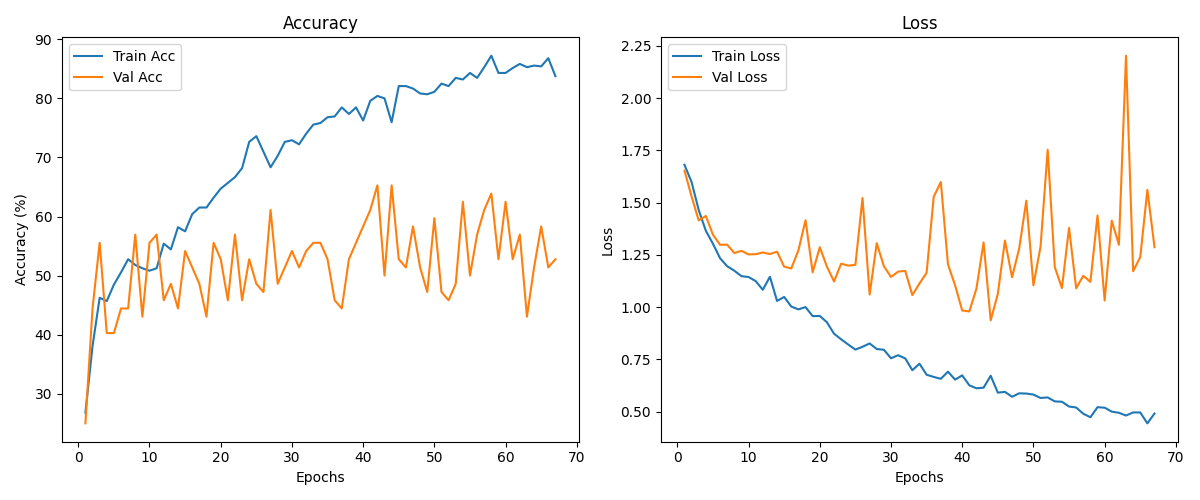 Accuracy
Train Acc
Val Acc
90
80
70
60
50
40
30
Accuracy (%)
0 10 20 30 40 50 60 70
Epochs
Loss
Train Loss
Val Loss
2.25
2.00
1.75
1.50
1.25
1.00
0.75
0.50
Loss
0 10 20 30 40 50 60 70
Epochs